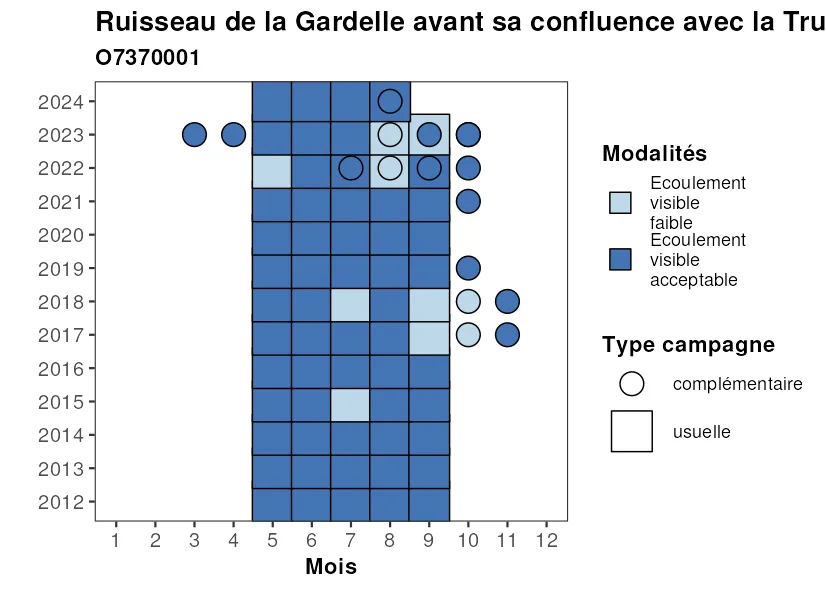 Ruisseau de la Gardelle avant sa confluence avec la Tru
O7370001
2024
2023
2022
2021
2020
2019
2018
2017
2016
2015
2014
2013
2012
1 2 3 4 5 6 7 8 9 10 11 12
Mois
Modalités
Ecoulement
visible
faible
Ecoulement
visible
acceptable
Type campagne
complémentaire
usuelle